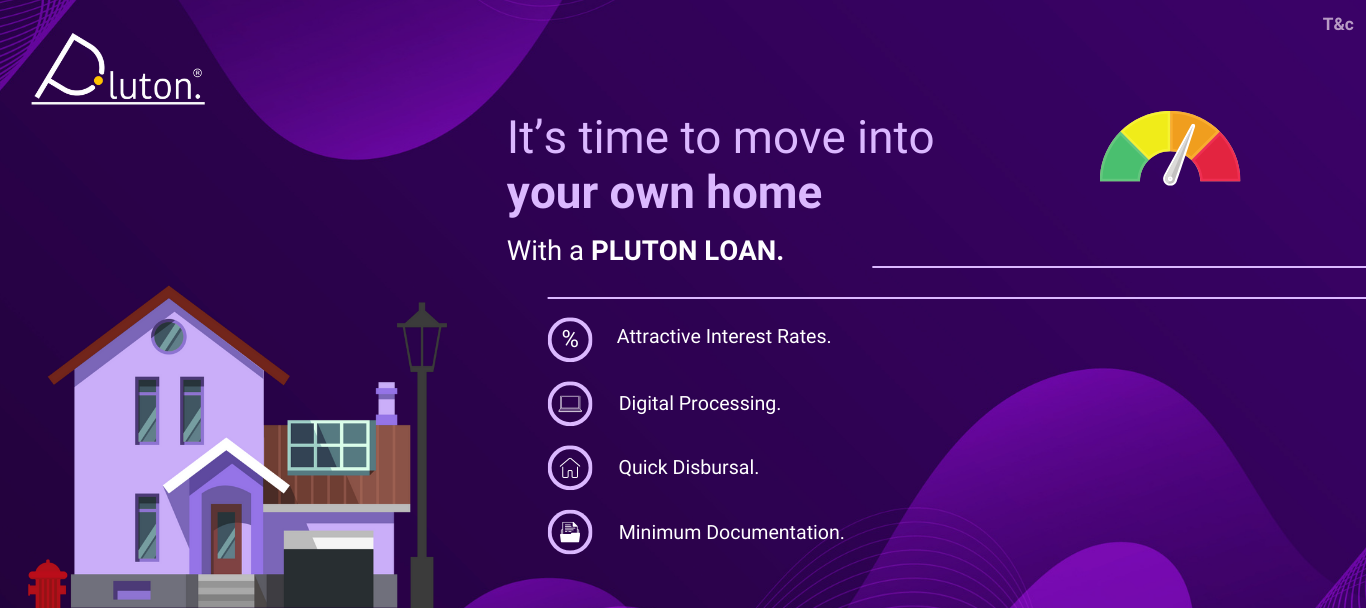 T&c
Pluton.®
It’s time to move into
your own home
With a PLUTON LOAN.
% Attractive Interest Rates.
Digital Processing.
Quick Disbursal.
Minimum Documentation.